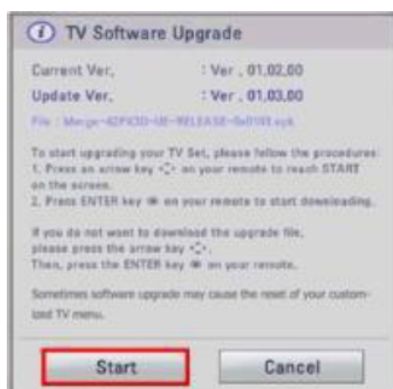 TV Software Upgrade
Current Ver. : Ver . 01.02.00
Update Ver. : Ver . 01.03.00
File :
To start upgrading your TV Set, please follow the procedures:
1. Press an arrow key on your remote to reach START
on the screen.
2. Press ENTER key on your remote to start downloading.
If you do not want to download the upgrade file,
please press the arrow key
Then, press the ENTER key on your remote.
Sometimes software upgrade may cause the reset of your custom-
ized TV menu.
Start
Cancel